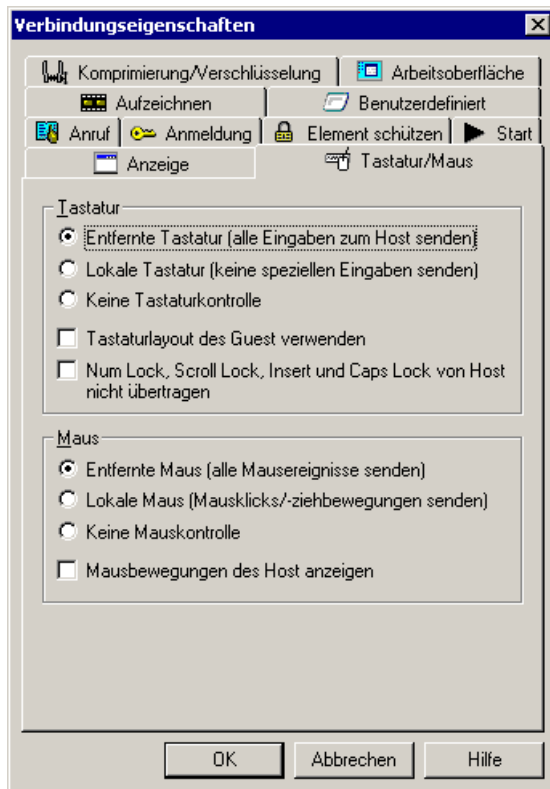 Verbindungseigenschaften
Komprimierung/Verschlüsselung Arbeitsoberfläche
Aufzeichnen Benutzerdefiniert
Anruf Anmeldung Element schützen Start
Anzeige Tastatur/Maus
Tastatur
Entfernte Tastatur (alle Eingaben zum Host senden)
Lokale Tastatur (keine speziellen Eingaben senden)
Keine Tastaturkontrolle
Tastaturlayout des Guest verwenden
Num Lock, Scroll Lock, Insert und Caps Lock von Host
nicht übertragen
Maus
Entfernte Maus (alle Mausereignisse senden)
Lokale Maus (Mausklicks/-ziehbewegungen senden)
Keine Mauskontrolle
Mausbewegungen des Host anzeigen
OK Abbrechen Hilfe